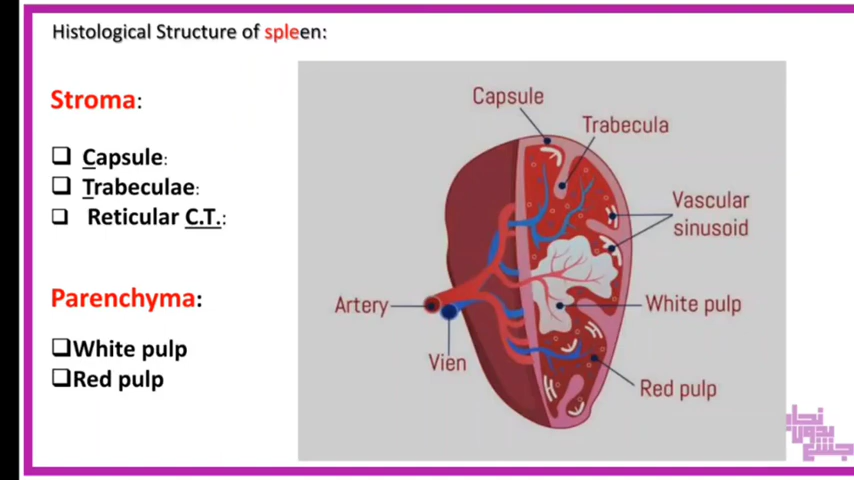 Histological Structure of spleen:
Stroma:
❑ Capsule:
❑ Trabeculae:
❑ Reticular C.T.:
Parenchyma:
❑White pulp
❑Red pulp
Capsule
Trabecula
Vascular
sinusoid
Artery
White pulp
Vien
Red pulp